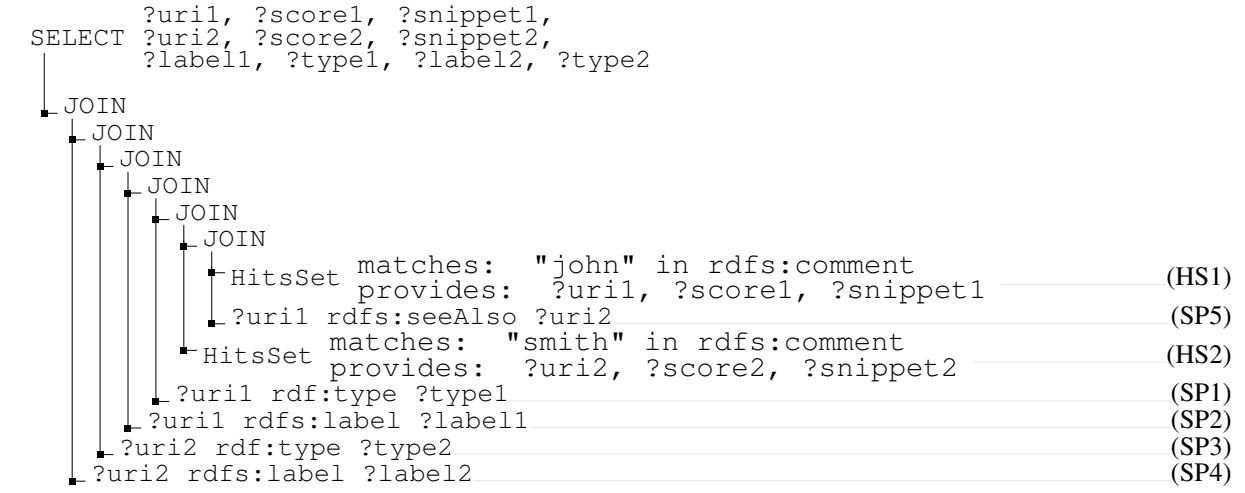 ?uri1, ?score1, ?snippet1,
SELECT ?uri2, ?score2, ?snippet2,
?label1, ?type1, ?label2, ?type2
JOIN
JOIN
JOIN
JOIN
JOIN
JOIN
matches: "john" in rdfs:comment
HitsSet provides: ?uri1, ?score1, ?snippet1 (HS1)
?uri1 rdfs:seeAlso ?uri2 (SP5)
matches: "smith" in rdfs:comment
HitsSet provides: ?uri2, ?score2, ?snippet2 (HS2)
?uri1 rdf:type ?type1 (SP1)
?uri1 rdfs:label ?label1 (SP2)
?uri2 rdf:type ?type2 (SP3)
?uri2 rdfs:label ?label2 (SP4)